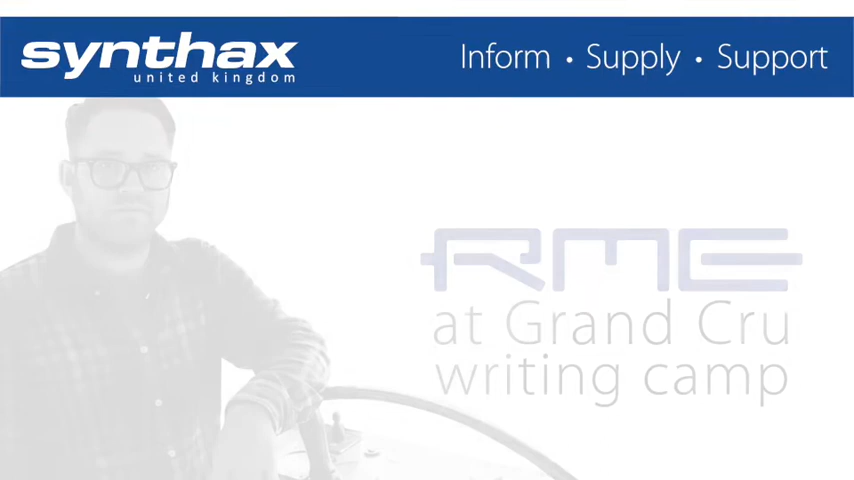 synthax
united kingdom
Inform • Supply • Support
RME
at Grand Cru
writing camp